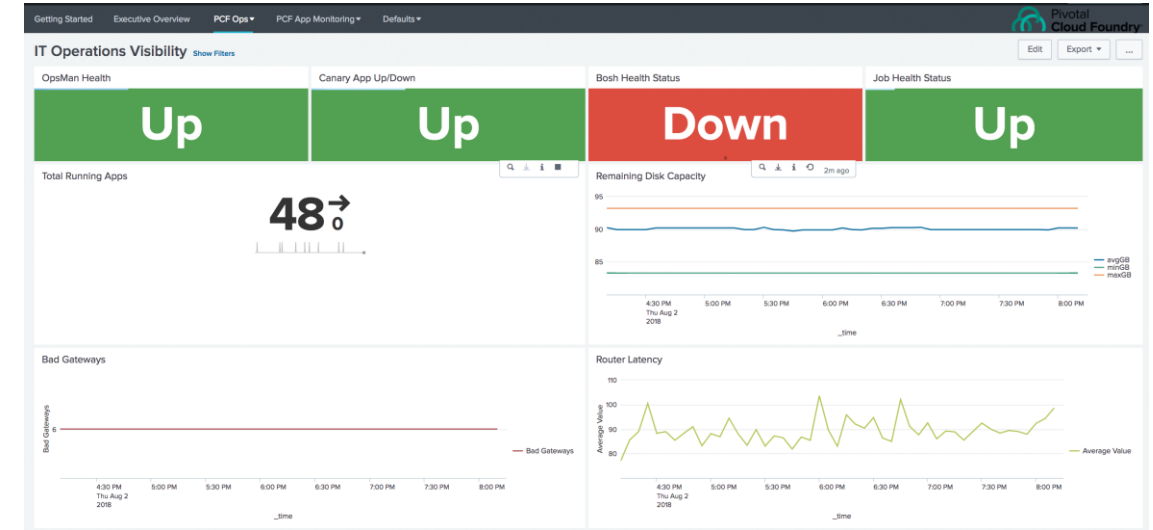 Getting Started Executive Overview PCF Ops▾ PCF App Monitoring▾ Defaults▾
Pivotal
Cloud Foundry
IT Operations Visibility Show Filters
Edit Export ▾ ...
OpsMan Health Canary App Up/Down Bosh Health Status Job Health Status
Up Up Down Up
Total Running Apps
48
0
Remaining Disk Capacity
2m ago
95
90
85
avgGB
minGB
maxGB
4:30 PM 5:00 PM 5:30 PM 6:00 PM 6:30 PM 7:00 PM 7:30 PM 8:00 PM
Thu Aug 2
2018
_time
Bad Gateways
Bad Gateways
6
Bad Gateways
4:30 PM 5:00 PM 5:30 PM 6:00 PM 6:30 PM 7:00 PM 7:30 PM 8:00 PM
Thu Aug 2
2018
_time
Router Latency
Average Value
110
100
90
80
Average Value
4:30 PM 5:00 PM 5:30 PM 6:00 PM 6:30 PM 7:00 PM 7:30 PM 8:00 PM
Thu Aug 2
2018
_time